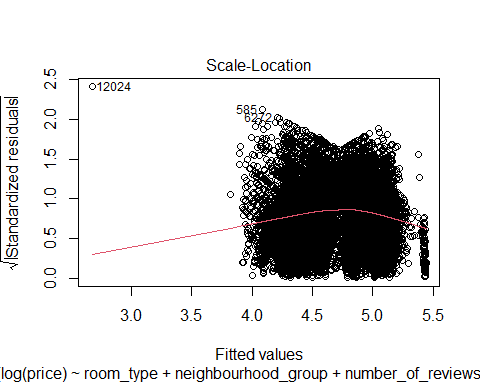 Scale-Location
√|Standardized residuals|
2.5
2.0
1.5
1.0
0.5
0.0
12024
585
6272
3.0 3.5 4.0 4.5 5.0 5.5
Fitted values
log(price) ~ room_type + neighbourhood_group + number_of_reviews